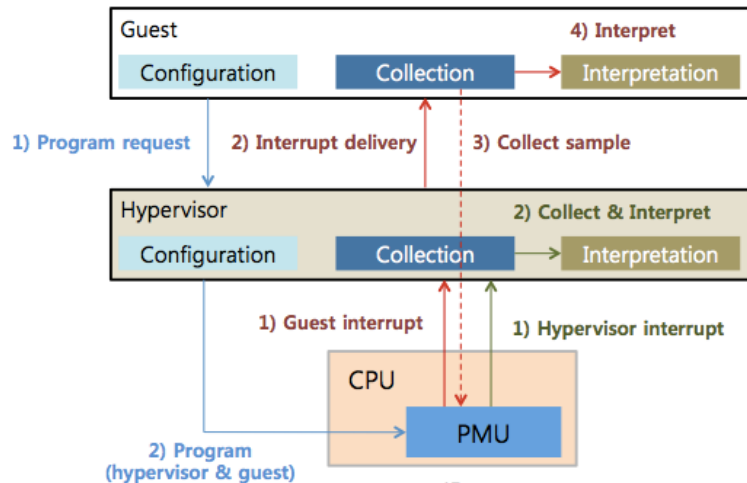 Guest
4) Interpret
Configuration
Collection
Interpretation
1) Program request
2) Interrupt delivery
3) Collect sample
Hypervisor
2) Collect & Interpret
Configuration
Collection
Interpretation
1) Guest interrupt
1) Hypervisor interrupt
CPU
PMU
2) Program
(hypervisor & guest)